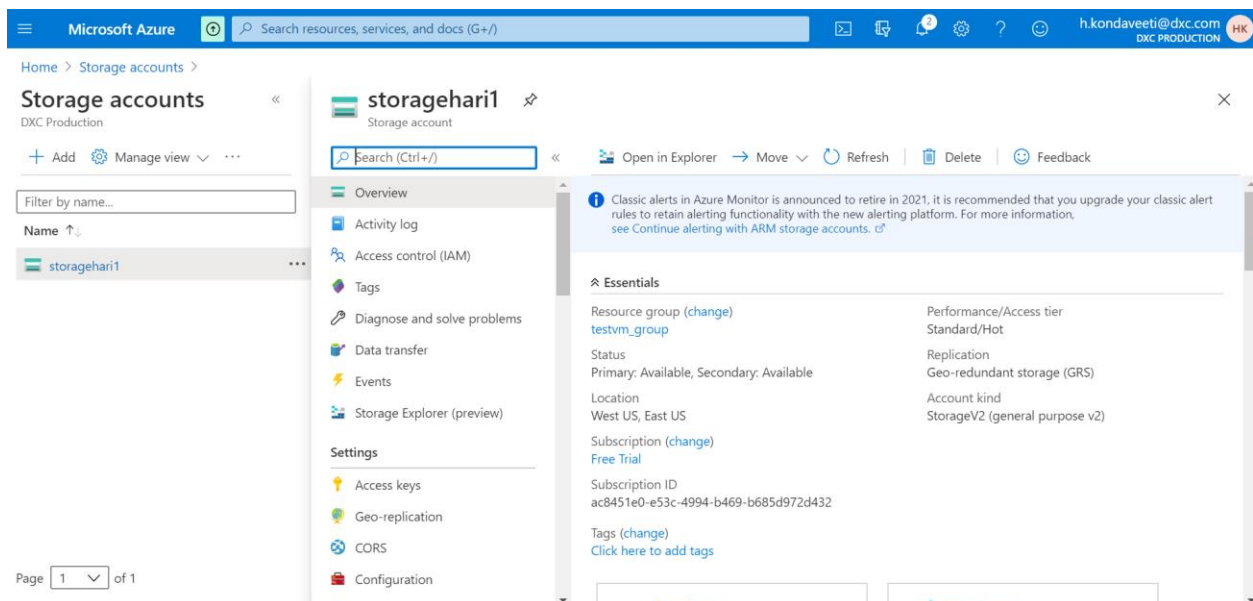 Microsoft Azure
Search resources, services, and docs (G+/)
2
h.kondaveeti@dxc.com
DXC PRODUCTION
HK
Home > Storage accounts >
Storage accounts
DXC Production
Add
Manage view
Filter by name...
Name
storagehari1
Page 1 of 1
storagehari1
Storage account
Search (Ctrl+/)
Overview
Activity log
Access control (IAM)
Tags
Diagnose and solve problems
Data transfer
Events
Storage Explorer (preview)
Settings
Access keys
Geo-replication
CORS
Configuration
Open in Explorer
Move
Refresh
Delete
Feedback
Classic alerts in Azure Monitor is announced to retire in 2021, it is recommended that you upgrade your classic alert
rules to retain alerting functionality with the new alerting platform. For more information,
see Continue alerting with ARM storage accounts.
Essentials
Resource group (change)
testvm_group
Status
Primary: Available, Secondary: Available
Location
West US, East US
Subscription (change)
Free Trial
Subscription ID
ac8451e0-e53c-4994-b469-b685d972d432
Tags (change)
Click here to add tags
Performance/Access tier
Standard/Hot
Replication
Geo-redundant storage (GRS)
Account kind
StorageV2 (general purpose v2)